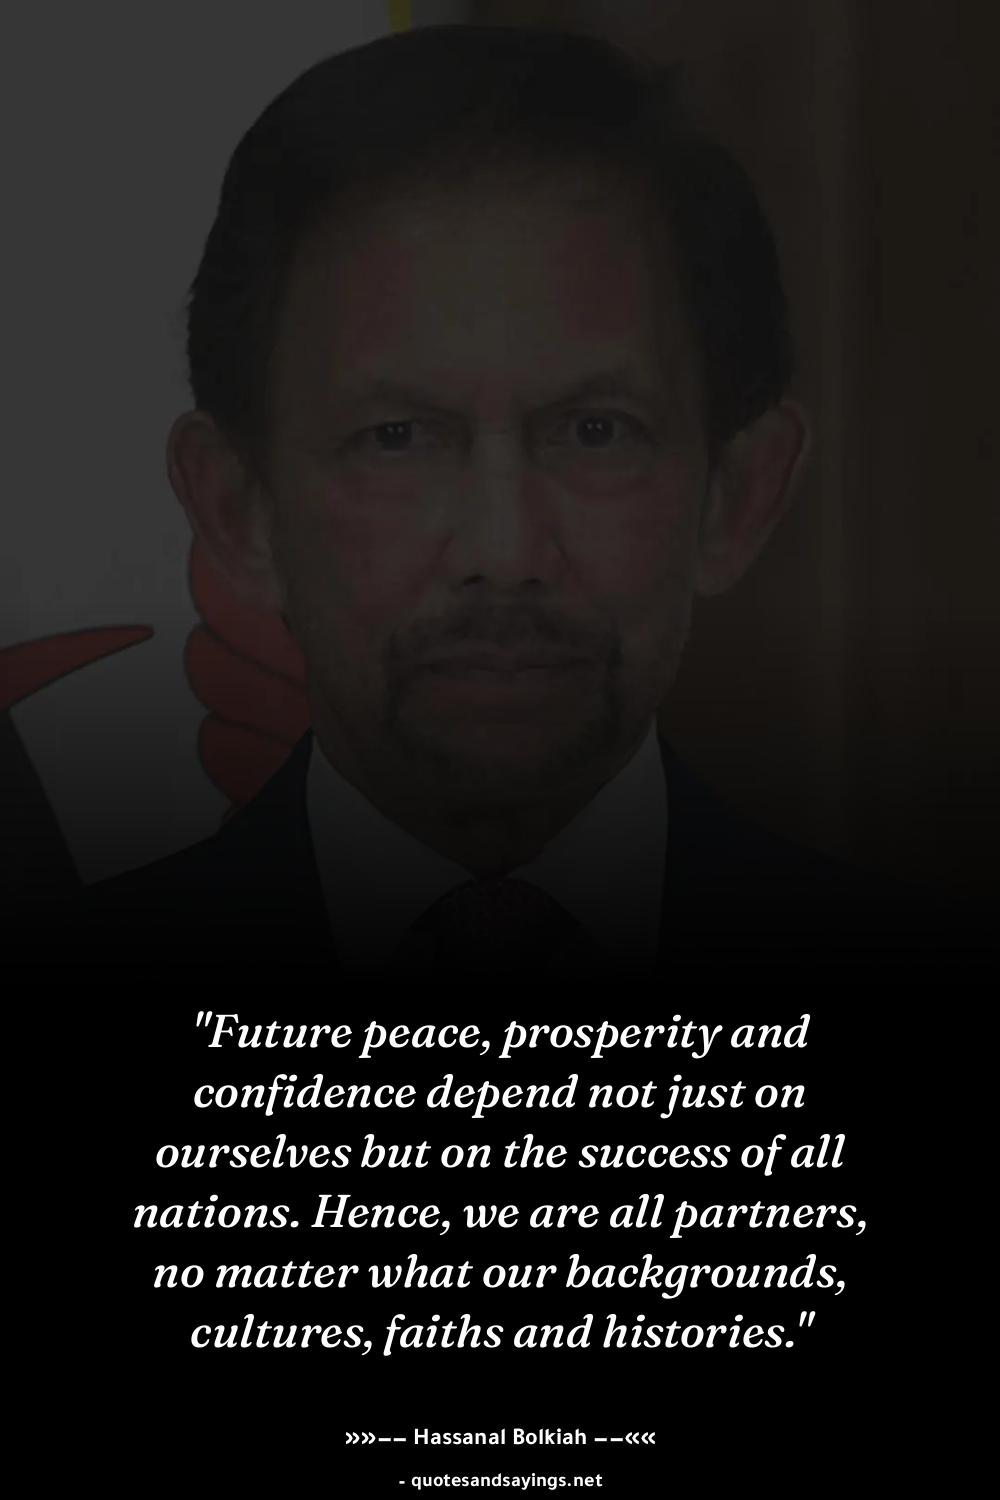 "Future peace, prosperity and
confidence depend not just on
ourselves but on the success of all
nations. Hence, we are all partners,
no matter what our backgrounds,
cultures, faiths and histories."
»»−− Hassanal Bolkiah −−««
- quotesandsayings.net